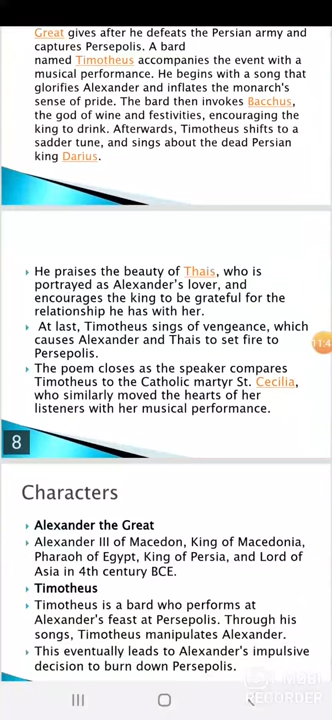 Great gives after he defeats the Persian army and
captures Persepolis. A bard
named Timotheus accompanies the event with a
musical performance. He begins with a song that
glorifies Alexander and inflates the monarch's
sense of pride. The bard then invokes Bacchus,
the god of wine and festivities, encouraging the
king to drink. Afterwards, Timotheus shifts to a
sadder tune, and sings about the dead Persian
king Darius.
He praises the beauty of Thais, who is
portrayed as Alexander's lover, and
encourages the king to be grateful for the
relationship he has with her.
At last, Timotheus sings of vengeance, which
causes Alexander and Thais to set fire to
Persepolis.
11:4
The poem closes as the speaker compares
Timotheus to the Catholic martyr St. Cecilia,
who similarly moved the hearts of her
listeners with her musical performance.
8
Characters
Alexander the Great
Alexander III of Macedon, King of Macedonia,
Pharaoh of Egypt, King of Persia, and Lord of
Asia in 4th century BCE.
Timotheus
Timotheus is a bard who performs at
Alexander's feast at Persepolis. Through his
songs, Timotheus manipulates Alexander.
This eventually leads to Alexander's impulsive
decision to burn down Persepolis.
RECORDER